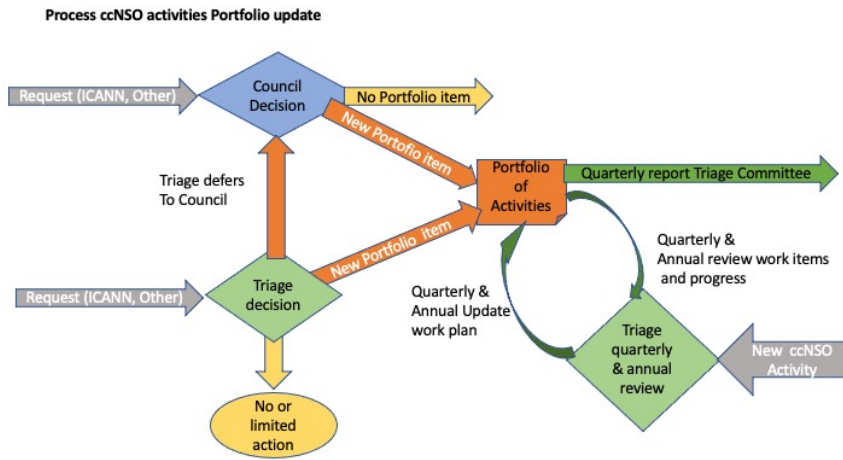 Process ccNSO activities Portfolio update
Request (ICANN, Other)
Council
Decision
No Portfolio item
New Portofio item
Triage defers
To Council
Portfolio
of
Activities
Quarterly report Triage Committee
New Portfolio item
Quarterly &
Annual review work items
and progress
Request (ICANN, Other)
Triage
decision
Quarterly &
Annual Update
work plan
Triage
quarterly
& annual
review
New ccNSO
Activity
No or
limited
action